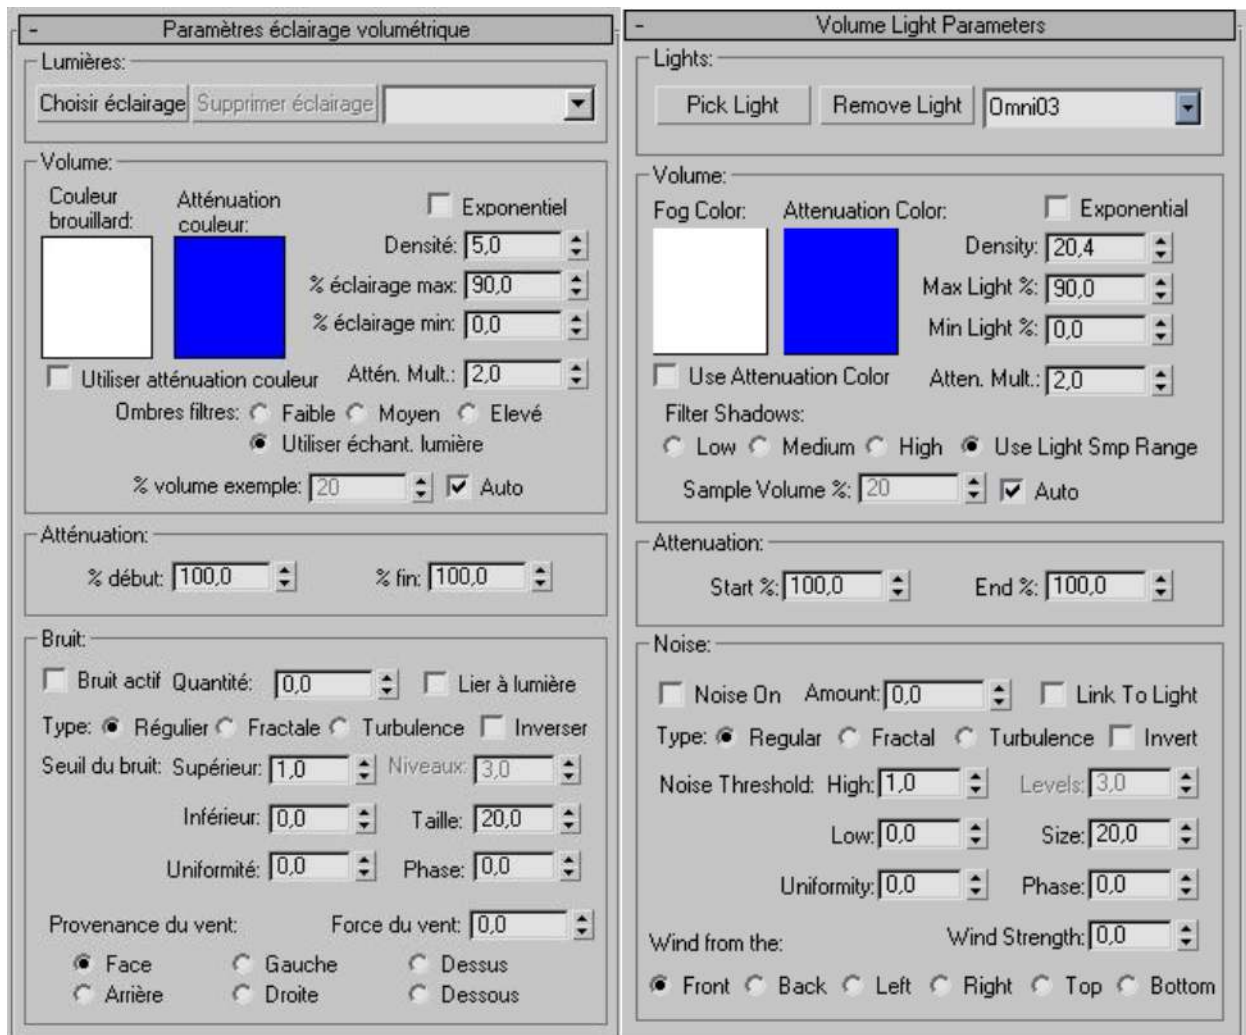 - Paramètres éclairage volumétrique
Lumières:
Choisir éclairage Supprimer éclairage
Volume:
Couleur brouillard: Atténuation couleur: Exponentiel
Densité: 5,0
% éclairage max: 90,0
% éclairage min: 0,0
Utiliser atténuation couleur Attén. Mult.: 2,0
Ombres filtres: Faible Moyen Elevé
Utiliser échant. lumière
% volume exemple: 20 Auto
Atténuation:
% début: 100,0 % fin: 100,0
Bruit:
Bruit actif Quantité: 0,0 Lier à lumière
Type: Régulier Fractale Turbulence Inverser
Seuil du bruit: Supérieur: 1,0 Niveaux: 3,0
Inférieur: 0,0 Taille: 20,0
Uniformité: 0,0 Phase: 0,0
Provenance du vent: Force du vent: 0,0
Face Gauche Dessus
Arrière Droite Dessous
- Volume Light Parameters
Lights:
Pick Light Remove Light Omni03
Volume:
Fog Color: Attenuation Color: Exponential
Density: 20,4
Max Light %: 90,0
Min Light %: 0,0
Use Attenuation Color Atten. Mult.: 2,0
Filter Shadows:
Low Medium High Use Light Smp Range
Sample Volume %: 20 Auto
Attenuation:
Start %: 100,0 End %: 100,0
Noise:
Noise On Amount: 0,0 Link To Light
Type: Regular Fractal Turbulence Invert
Noise Threshold: High: 1,0 Levels: 3,0
Low: 0,0 Size: 20,0
Uniformity: 0,0 Phase: 0,0
Wind from the: Wind Strength: 0,0
Front Back Left Right Top Bottom